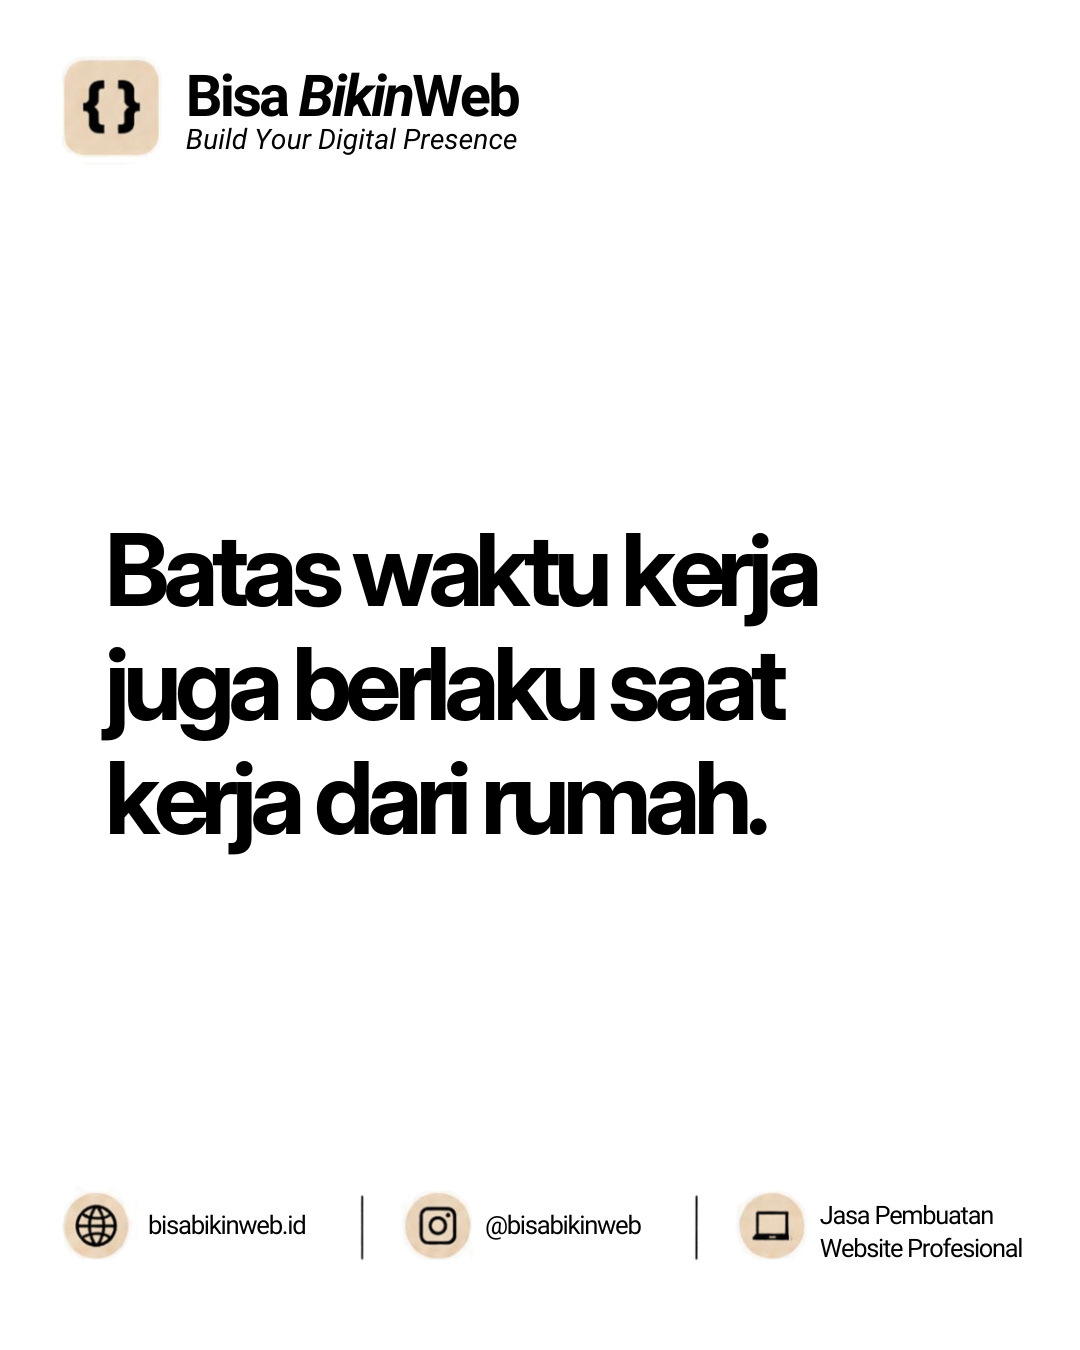 { }
Bisa BikinWeb
Build Your Digital Presence
Batas waktu kerja
juga berlaku saat
kerja dari rumah.
bisabikinweb.id
@bisabikinweb
Jasa Pembuatan
Website Profesional